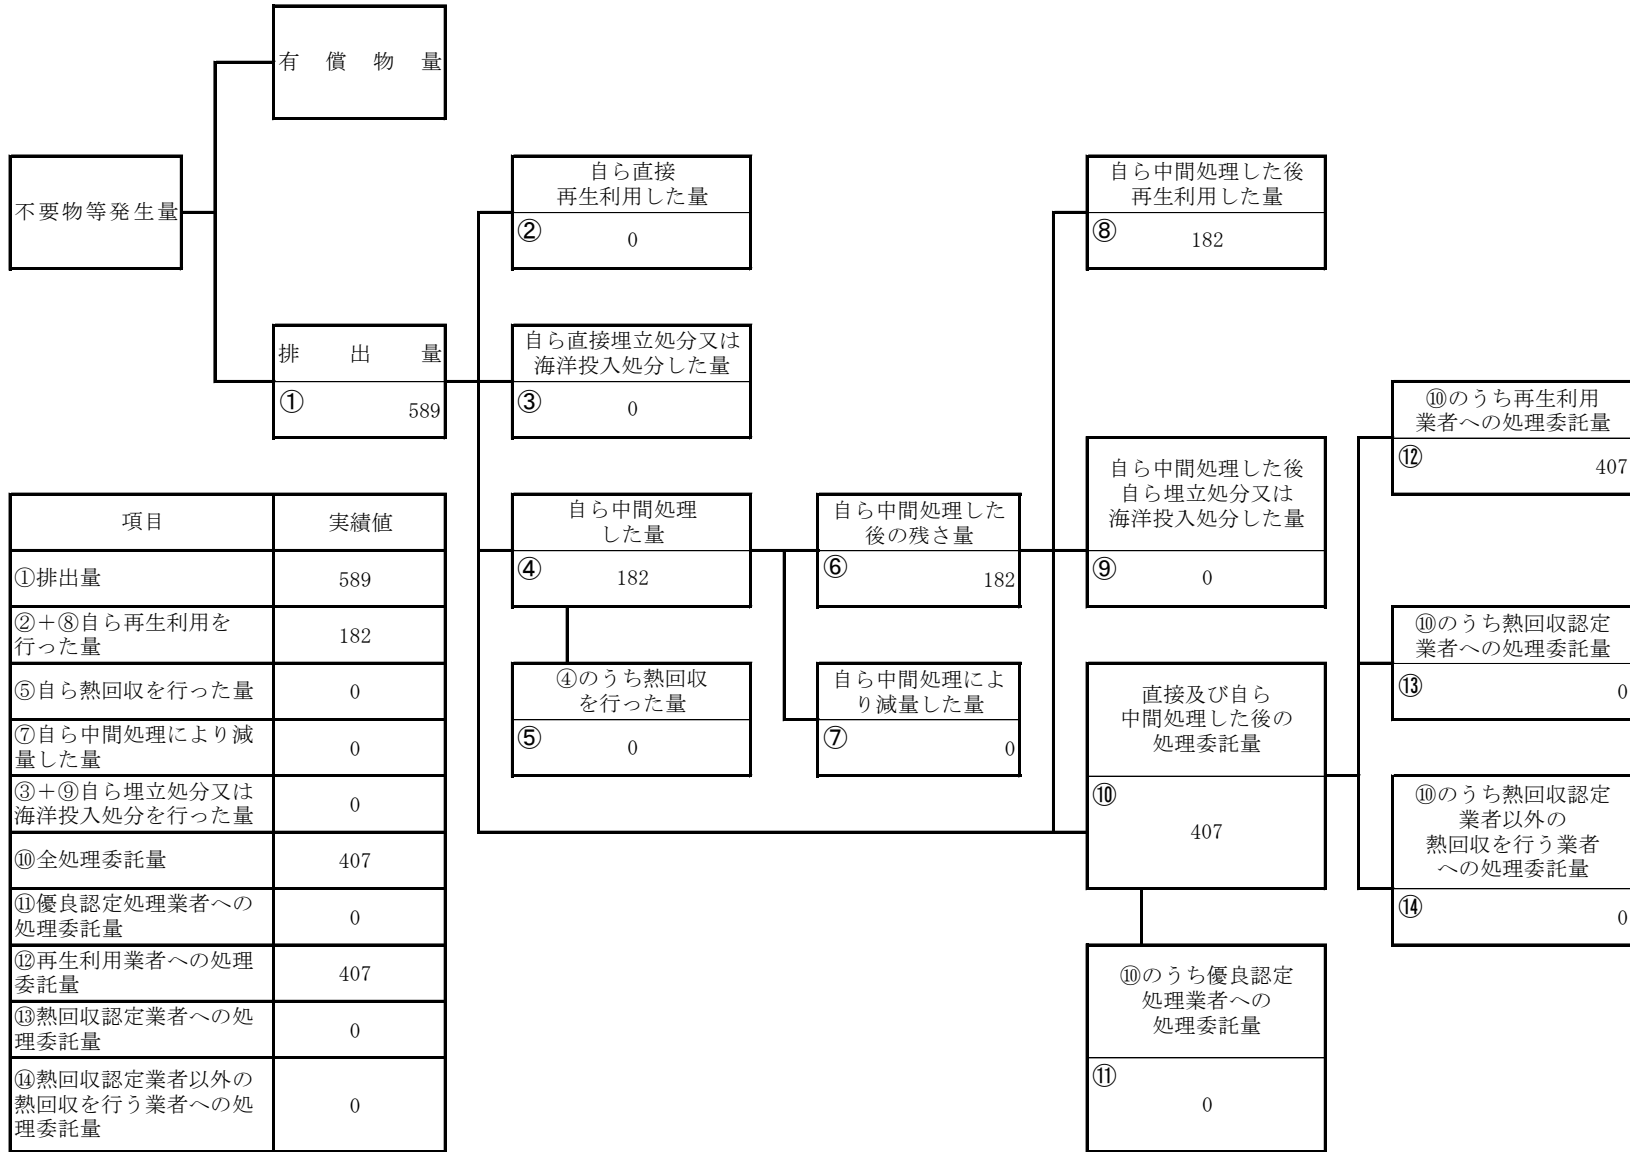 有償物量
不要物等発生量
自ら直接
再生利用した量
② 0
自ら中間処理した後
再生利用した量
⑧ 182
排出量
① 589
自ら直接埋立処分又は
海洋投入処分した量
③ 0
⑩のうち再生利用
業者への処理委託量
⑫ 407
自ら中間処理
した量
④ 182
自ら中間処理した
後の残さ量
⑥ 182
自ら中間処理した後
自ら埋立処分又は
海洋投入処分した量
⑨ 0
⑩のうち熱回収認定
業者への処理委託量
⑬ 0
④のうち熱回収
を行った量
⑤ 0
自ら中間処理によ
り減量した量
⑦ 0
直接及び自ら
中間処理した後の
処理委託量
⑩
407
⑩のうち熱回収認定
業者以外の
熱回収を行う業者
への処理委託量
⑭ 0
⑩のうち優良認定
処理業者への
処理委託量
⑪
0
項目 実績値
①排出量 589
②+⑧自ら再生利用を
行った量 182
⑤自ら熱回収を行った量 0
⑦自ら中間処理により減
量した量 0
③+⑨自ら埋立処分又は
海洋投入処分を行った量 0
⑩全処理委託量 407
⑪優良認定処理業者への
処理委託量 0
⑫再生利用業者への処理
委託量 407
⑬熱回収認定業者への処
理委託量 0
⑭熱回収認定業者以外の
熱回収を行う業者への処
理委託量 0